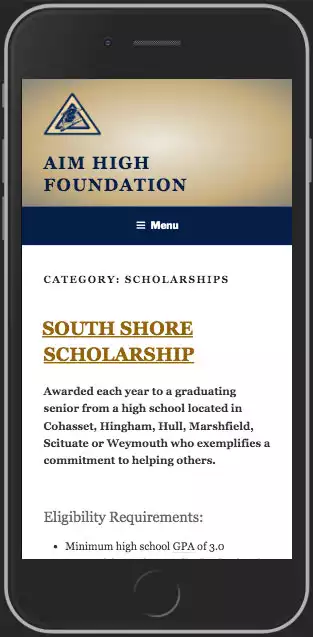 AIM HIGH
FOUNDATION
≡ Menu
CATEGORY: SCHOLARSHIPS
SOUTH SHORE
SCHOLARSHIP
Awarded each year to a graduating
senior from a high school located in
Cohasset, Hingham, Hull, Marshfield,
Scituate or Weymouth who exemplifies a
commitment to helping others.
Eligibility Requirements:
• Minimum high school GPA of 3.0